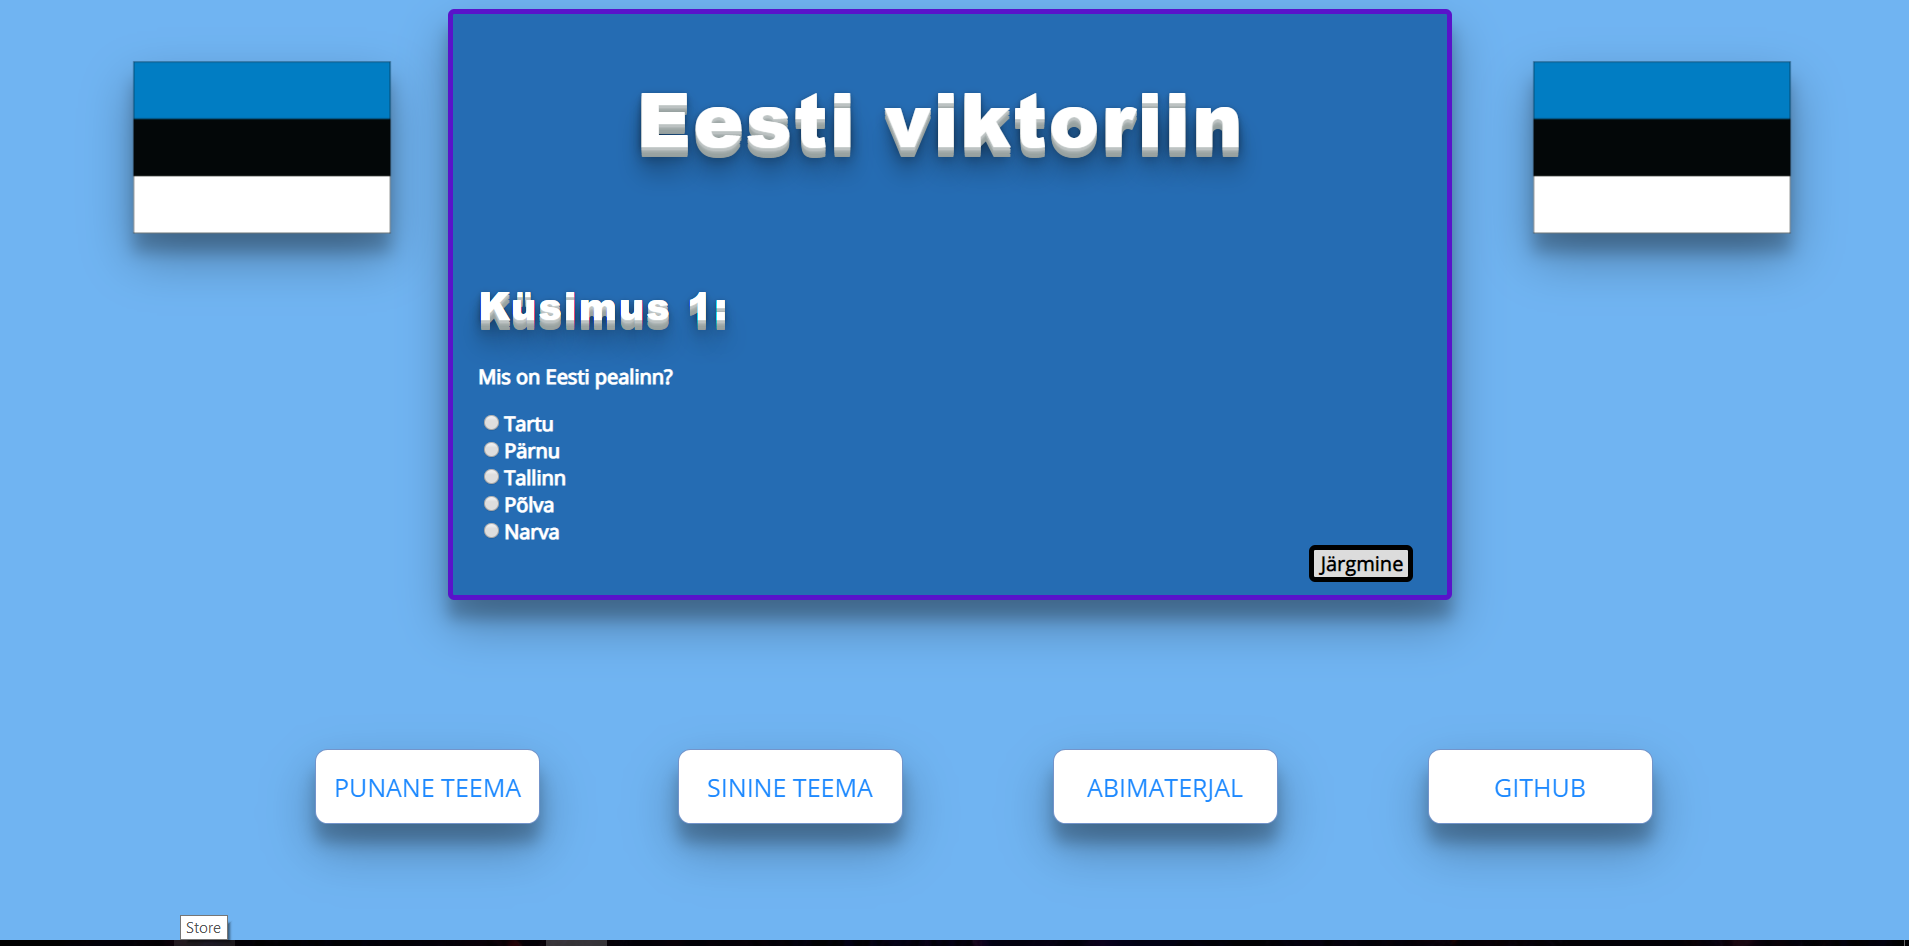 Eesti viktoriin
Küsimus 1:
Mis on Eesti pealinn?
Tartu
Pärnu
Tallinn
Põlva
Narva
Järgmine
PUNANE TEEMA
SININE TEEMA
ABIMATERJAL
GITHUB
Store